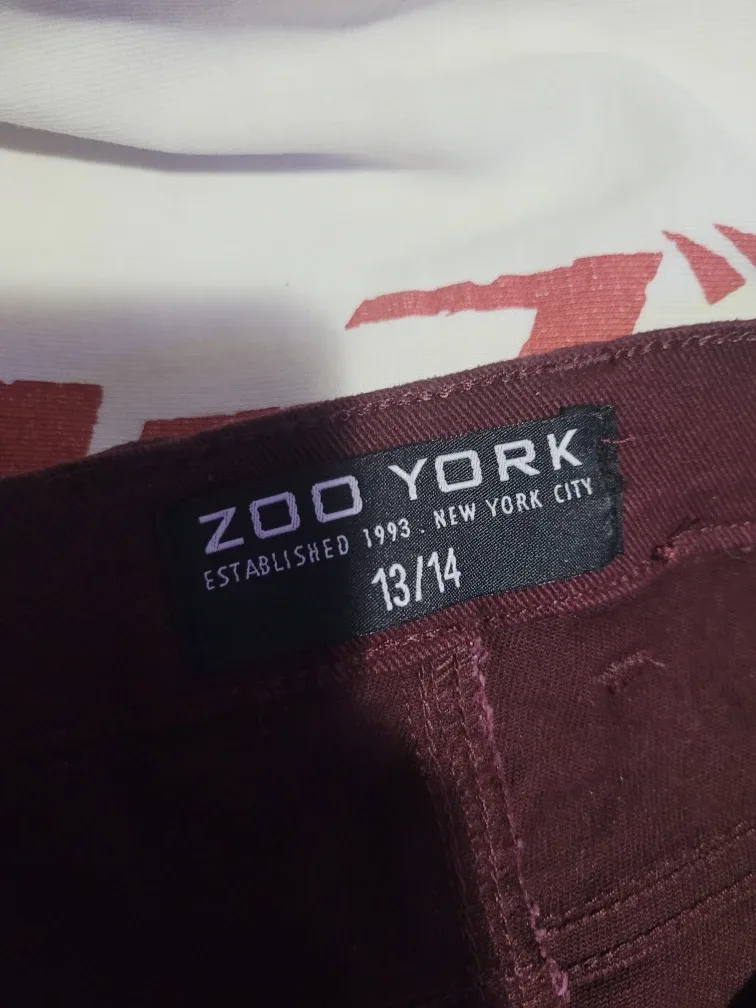 ZOO YORK
ESTABLISHED 1993 . NEW YORK CITY
13/14